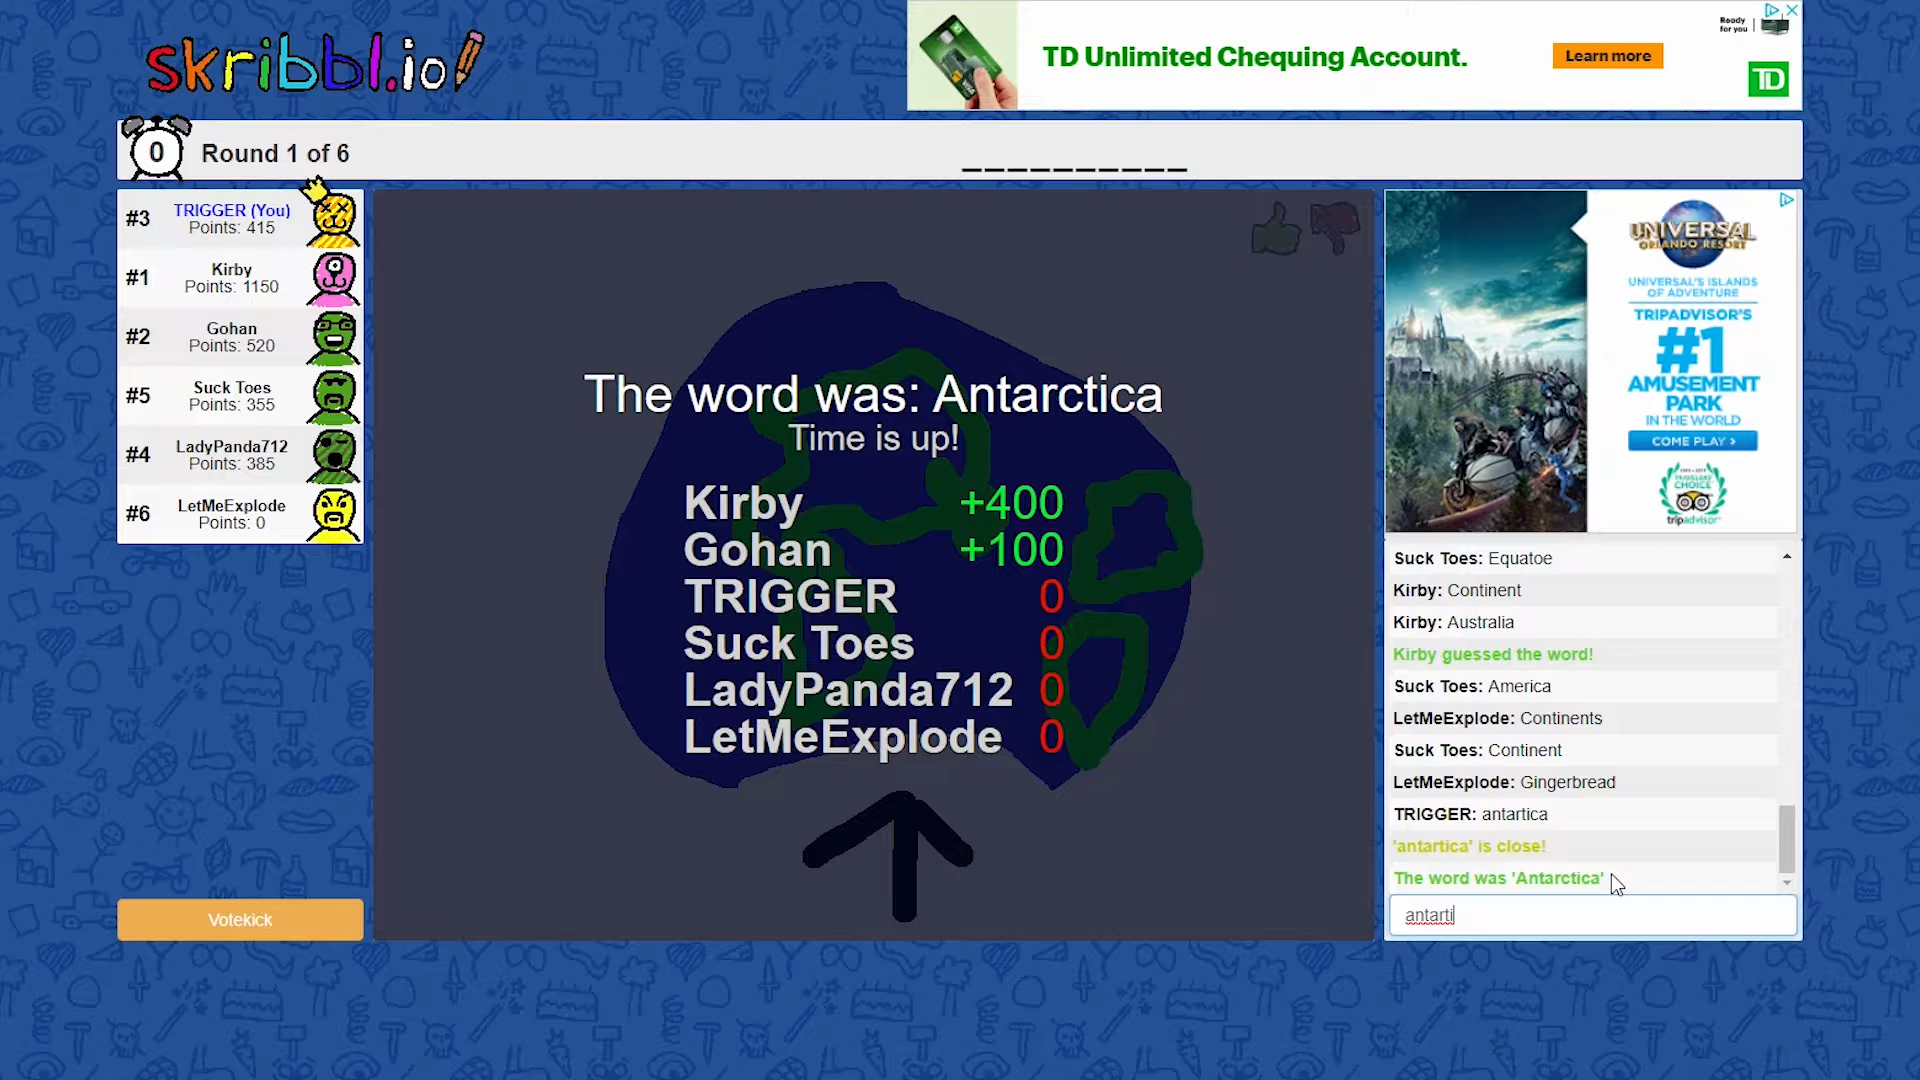 skribbl.io
TD Unlimited Chequing Account.
Learn more
Ready
for you
TD
0
Round 1 of 6
_ _ _ _ _ _ _ _ _ _
#3
TRIGGER (You)
Points: 415
#1
Kirby
Points: 1150
#2
Gohan
Points: 520
#5
Suck Toes
Points: 355
#4
LadyPanda712
Points: 385
#6
LetMeExplode
Points: 0
Votekick
The word was: Antarctica
Time is up!
Kirby +400
Gohan +100
TRIGGER 0
Suck Toes 0
LadyPanda712 0
LetMeExplode 0
UNIVERSAL
ORLANDO RESORT
UNIVERSAL'S ISLANDS
OF ADVENTURE
TRIPADVISOR'S
#1
AMUSEMENT
PARK
IN THE WORLD
COME PLAY >
CHOICE
tripadvisor
Suck Toes: Equatoe
Kirby: Continent
Kirby: Australia
Kirby guessed the word!
Suck Toes: America
LetMeExplode: Continents
Suck Toes: Continent
LetMeExplode: Gingerbread
TRIGGER: antartica
'antartica' is close!
The word was 'Antarctica'
antarti